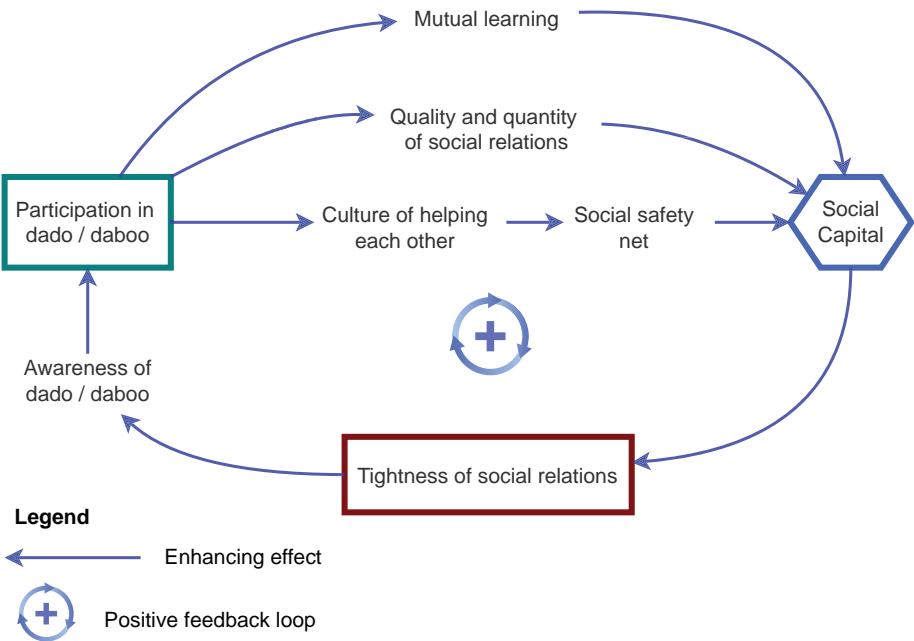 Mutual learning
Quality and quantity
of social relations
Participation in
dado / daboo
Culture of helping
each other
Social safety
net
Social
Capital
Awareness of
dado / daboo
Tightness of social relations
Legend
Enhancing effect
Positive feedback loop